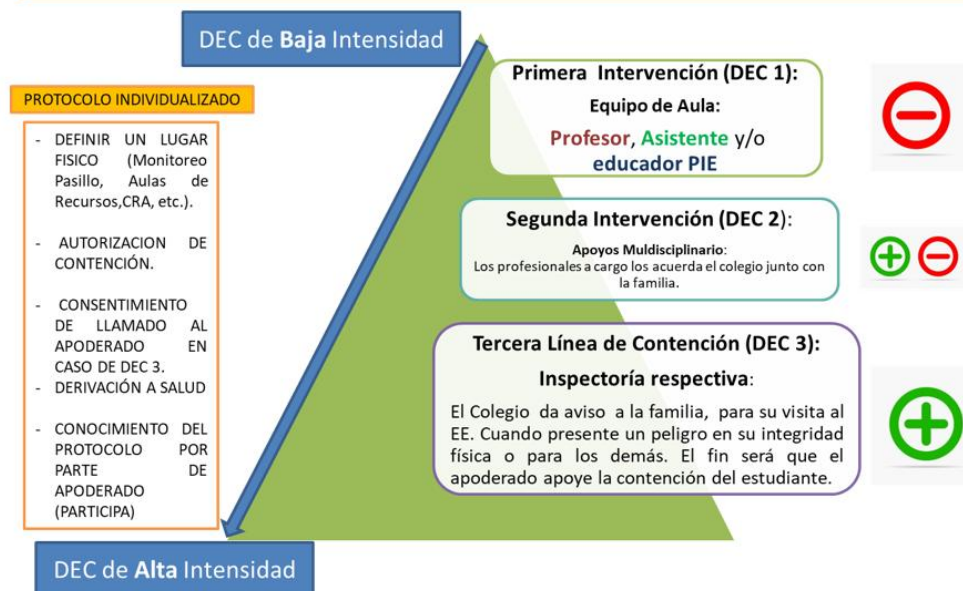 DEC de Baja Intensidad
PROTOCOLO INDIVIDUALIZADO
- DEFINIR UN LUGAR
FISICO (Monitoreo
Pasillo, Aulas de
Recursos,CRA, etc.).
- AUTORIZACION DE
CONTENCIÓN.
- CONSENTIMIENTO
DE LLAMADO AL
APODERADO EN
CASO DE DEC 3.
- DERIVACIÓN A SALUD
- CONOCIMIENTO DEL
PROTOCOLO POR
PARTE DE
APODERADO
(PARTICIPA)
Primera Intervención (DEC 1):
Equipo de Aula:
Profesor, Asistente y/o
educador PIE
Segunda Intervención (DEC 2):
Apoyos Muldisciplinario:
Los profesionales a cargo los acuerda el colegio junto con
la familia.
Tercera Línea de Contención (DEC 3):
Inspectoría respectiva:
El Colegio da aviso a la familia, para su visita al
EE. Cuando presente un peligro en su integridad
física o para los demás. El fin será que el
apoderado apoye la contención del estudiante.
DEC de Alta Intensidad